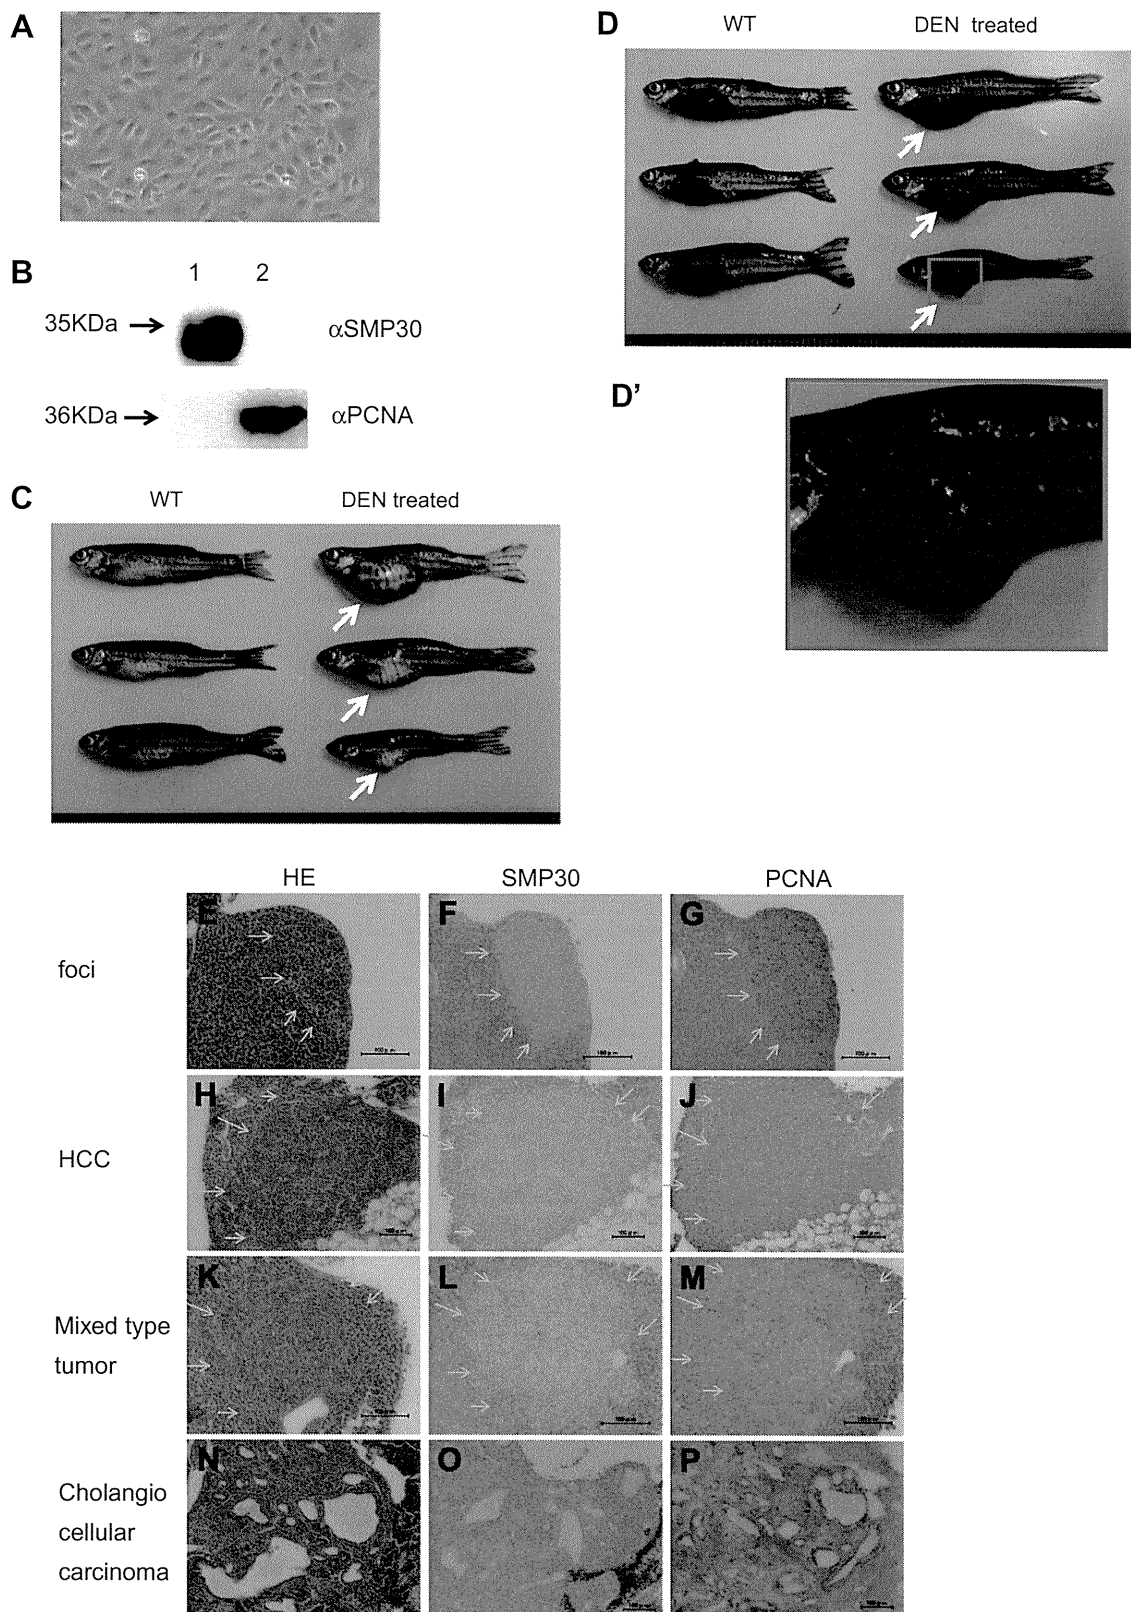 A
B
1 2
35KDa
αSMP30
36KDa
αPCNA
C
WT DEN treated
D
WT DEN treated
D'
HE SMP30 PCNA
foci
E F G
HCC
H I J
Mixed type
tumor
K L M
Cholangio
cellular
carcinoma
N O P